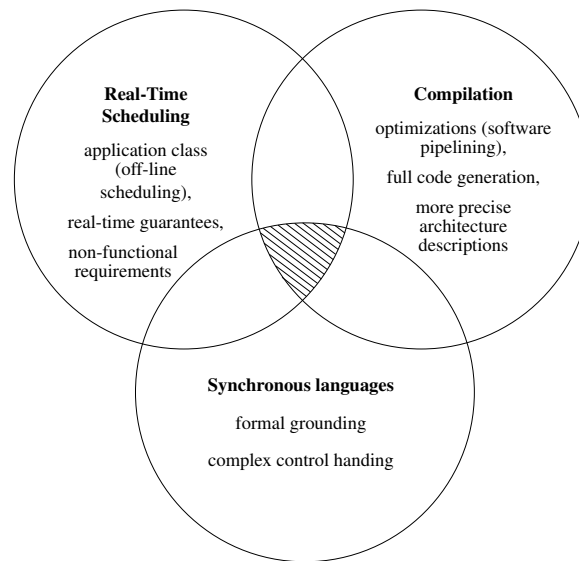 Real-Time
Scheduling
application class
(off-line
scheduling),
real-time guarantees,
non-functional
requirements
Compilation
optimizations (software
pipelining),
full code generation,
more precise
architecture
descriptions
Synchronous languages
formal grounding
complex control handing